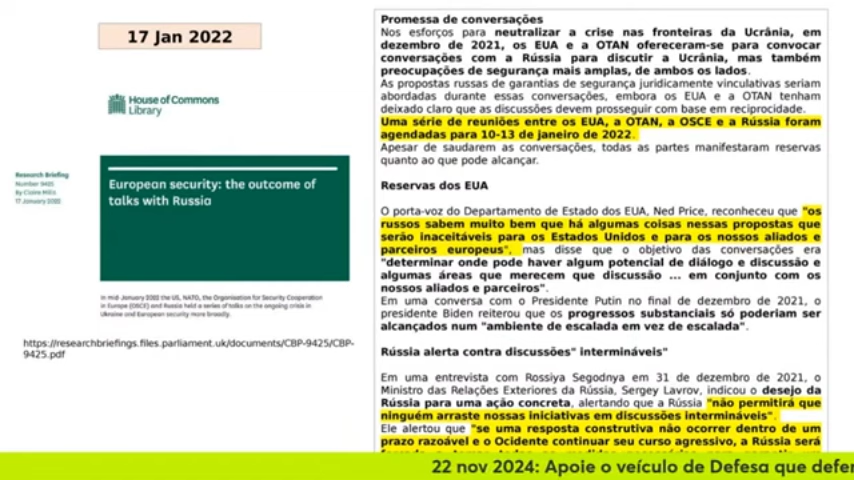 17 Jan 2022
House of Commons
Library
Research Briefing
Number 9425
By Claire Mills
17 January 2022
European security: the outcome of
talks with Russia
In mid-January 2022 the US, NATO, the Organisation for Security Cooperation
in Europe (OSCE) and Russia held a series of talks on the ongoing crisis in
Ukraine and European security more broadly.
https://researchbriefings.files.parliament.uk/documents/CBP-9425/CBP-
9425.pdf
Promessa de conversações
Nos esforços para neutralizar a crise nas fronteiras da Ucrânia, em
dezembro de 2021, os EUA e a OTAN ofereceram-se para convocar
conversações com a Rússia para discutir a Ucrânia, mas também
preocupações de segurança mais amplas, de ambos os lados.
As propostas russas de garantias de segurança juridicamente vinculativas seriam
abordadas durante essas conversações, embora os EUA e a OTAN tenham
deixado claro que as discussões devem prosseguir com base em reciprocidade.
Uma série de reuniões entre os EUA, a OTAN, a OSCE e a Rússia foram
agendadas para 10-13 de janeiro de 2022.
Apesar de saudarem as conversações, todas as partes manifestaram reservas
quanto ao que pode alcançar.
Reservas dos EUA
O porta-voz do Departamento de Estado dos EUA, Ned Price, reconheceu que "os
russos sabem muito bem que há algumas coisas nessas propostas que
serão inaceitáveis para os Estados Unidos e para os nossos aliados e
parceiros europeus", mas disse que o objetivo das conversações era
"determinar onde pode haver algum potencial de diálogo e discussão e
algumas áreas que merecem que discussão ... em conjunto com os
nossos aliados e parceiros".
Em uma conversa com o Presidente Putin no final de dezembro de 2021, o
presidente Biden reiterou que os progressos substanciais só poderiam ser
alcançados num "ambiente de escalada em vez de escalada".
Rússia alerta contra discussões" intermináveis"
Em uma entrevista com Rossiya Segodnya em 31 de dezembro de 2021, o
Ministro das Relações Exteriores da Rússia, Sergey Lavrov, indicou o desejo da
Rússia para uma ação concreta, alertando que a Rússia "não permitirá que
ninguém arraste nossas iniciativas em discussões intermináveis".
Ele alertou que "se uma resposta construtiva não ocorrer dentro de um
prazo razoável e o Ocidente continuar seu curso agressivo, a Rússia será
22 nov 2024: Apoie o veículo de Defesa que defer